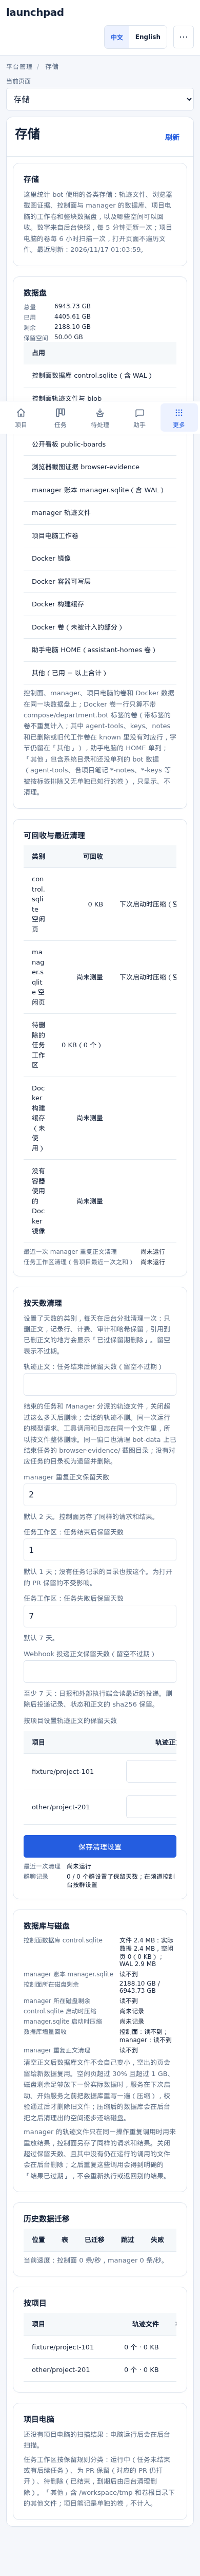 launchpad
中文
English
···
平台管理 / 存储
当前页面
存储
存储
刷新
存储
这里统计 bot 使用的各类存储：轨迹文件、浏览器
截图证据、控制面与 manager 的数据库、项目电
脑的工作卷和整块数据盘，以及哪些空间可以回
收。数字来自后台快照，每 5 分钟更新一次；项目
电脑的卷每 6 小时扫描一次，打开页面不遍历文
件。最近刷新：2026/11/17 01:03:59。
数据盘
总量 6943.73 GB
已用 4405.61 GB
剩余 2188.10 GB
保留空间 50.00 GB
占用
控制面数据库 control.sqlite（含 WAL）
控制面轨迹文件与 blob
项目
任务
待处理
助手
更多
公开看板 public-boards
浏览器截图证据 browser-evidence
manager 账本 manager.sqlite（含 WAL）
manager 轨迹文件
项目电脑工作卷
Docker 镜像
Docker 容器可写层
Docker 构建缓存
Docker 卷（未被计入的部分）
助手电脑 HOME（assistant-homes 卷）
其他（已用 − 以上合计）
控制面、manager、项目电脑的卷和 Docker 数据
在同一块数据盘上；Docker 卷一行只算不带
compose/department.bot 标签的卷（带标签的
卷不重复计入；其中 agent-tools、keys、notes
和已删除或旧代工作卷在 known 里没有对应行，字
节仍留在「其他」），助手电脑的 HOME 单列；
「其他」包含系统目录和还没单列的 bot 数据
（agent-tools、各项目笔记 *-notes、*-keys 等
被按标签排除又无单独已知行的卷），只显示、不
清理。
可回收与最近清理
类别 可回收
control.sqlite 空闲页 0 KB 下次启动时压缩（空
manager.sqlite 空闲页 尚未测量 下次启动时压缩（空
待删除的任务工作区 0 KB（0 个）
Docker 构建缓存（未使用） 尚未测量
没有容器使用的 Docker 镜像 尚未测量
最近一次 manager 重复正文清理 尚未运行
任务工作区清理（各项目最近一次之和） 尚未运行
按天数清理
设置了天数的类别，每天在后台分批清理一次：只
删正文，记录行、计费、审计和哈希保留，引用到
已删正文的地方会显示「已过保留期删除」。留空
表示不过期。
轨迹正文：任务结束后保留天数（留空不过期）
结束的任务和 Manager 分派的轨迹文件，关闭超
过这么多天后删除；会话的轨迹不删。同一次运行
的模型请求、工具调用和日志在同一个文件里，所
以按文件整体删除。同一窗口也清理 bot-data 上已
结束任务的 browser-evidence/ 截图目录；没有对
应任务的目录视为遗留并删除。
manager 重复正文保留天数
2
默认 2 天。控制面另存了同样的请求和结果。
任务工作区：任务结束后保留天数
1
默认 1 天；没有任务记录的目录也按这个。为打开
的 PR 保留的不受影响。
任务工作区：任务失败后保留天数
7
默认 7 天。
Webhook 投递正文保留天数（留空不过期）
至少 7 天：日报和外部执行端会读最近的投递。删
除后投递记录、状态和正文的 sha256 保留。
按项目设置轨迹正文的保留天数
项目 轨迹正文
fixture/project-101
other/project-201
保存清理设置
最近一次清理 尚未运行
群聊记录 0 / 0 个群设置了保留天数；在频道控制
台按群设置
数据库与磁盘
控制面数据库 control.sqlite 文件 2.4 MB：实际
数据 2.4 MB，空闲
页 0（0 KB）；
WAL 2.9 MB
manager 账本 manager.sqlite 读不到
控制面所在磁盘剩余 2188.10 GB /
6943.73 GB
manager 所在磁盘剩余 读不到
control.sqlite 启动时压缩 尚未记录
manager.sqlite 启动时压缩 尚未记录
数据库增量回收 控制面：读不到；
manager：读不到
manager 重复正文清理 读不到
清空正文后数据库文件不会自己变小，空出的页会
留给新数据复用。空闲页超过 30% 且超过 1 GB、
磁盘剩余足够放下一份实际数据时，服务在下次启
动、开始服务之前把数据库重写一遍（压缩），校
验通过后才删除旧文件；压缩后的数据库会在后台
把之后清理出的空间逐步还给磁盘。
manager 的轨迹文件只在同一操作重复调用时用来
重放结果，控制面另存了同样的请求和结果。关闭
超过保留天数、且其中没有仍在运行的调用的文件
会在后台删除；之后重复这些调用会得到明确的
「结果已过期」，不会重新执行或返回别的结果。
历史数据迁移
位置 表 已迁移 跳过 失败
当前速度：控制面 0 条/秒，manager 0 条/秒。
按项目
项目 轨迹文件
fixture/project-101 0 个 · 0 KB
other/project-201 0 个 · 0 KB
项目电脑
还没有项目电脑的扫描结果：电脑运行后会在后台
扫描。
任务工作区按保留规则分类：运行中（任务未结束
或有后续任务）、为 PR 保留（对应的 PR 仍打
开）、待删除（已结束，到期后由后台清理删
除）。「其他」含 /workspace/tmp 和卷根目录下
的其他文件；项目笔记是单独的卷，不计入。